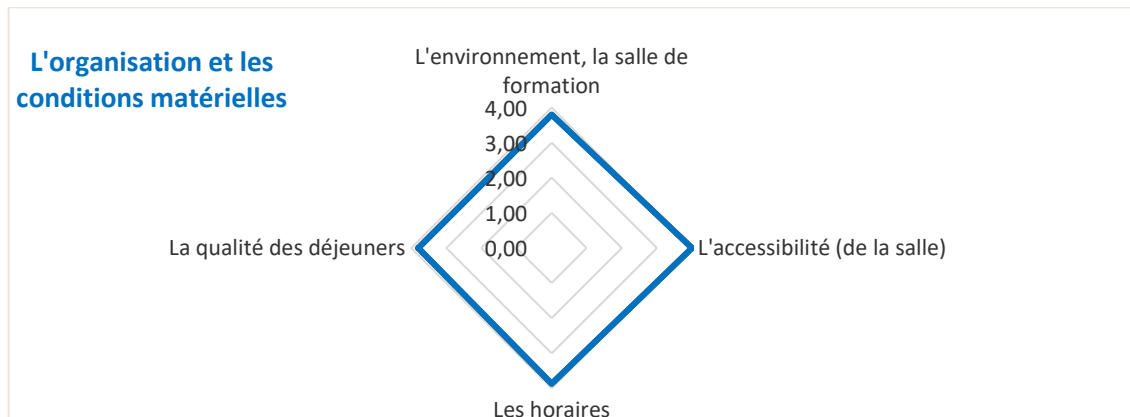 L'organisation et les
conditions matérielles
L'environnement, la salle de
formation
4,00
3,00
2,00
1,00
0,00
La qualité des déjeuners
L'accessibilité (de la salle)
Les horaires